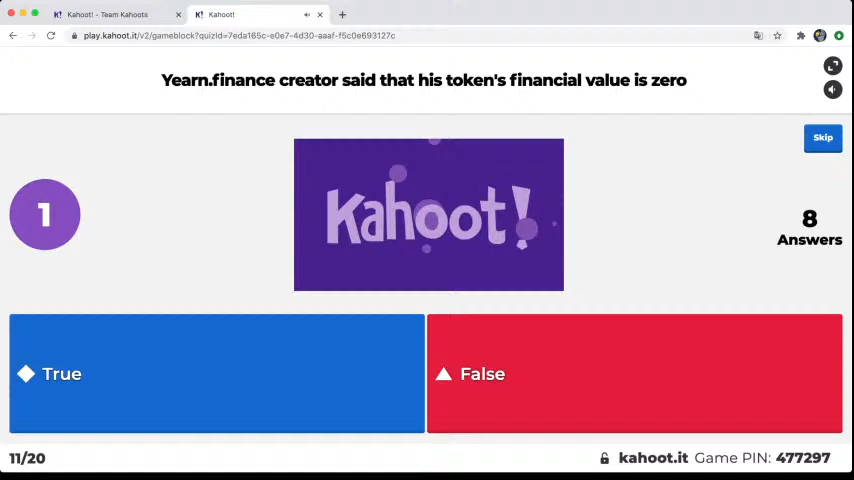 Kahoot! - Team Kahoots
Kahoot!
play.kahoot.it/v2/gameblock?quizId=7eda165c-e0e7-4d30-aaaf-f5c0e693127c
Yearn.finance creator said that his token's financial value is zero
Skip
1
Kahoot!
8
Answers
True
False
11/20
kahoot.it Game PIN: 477297